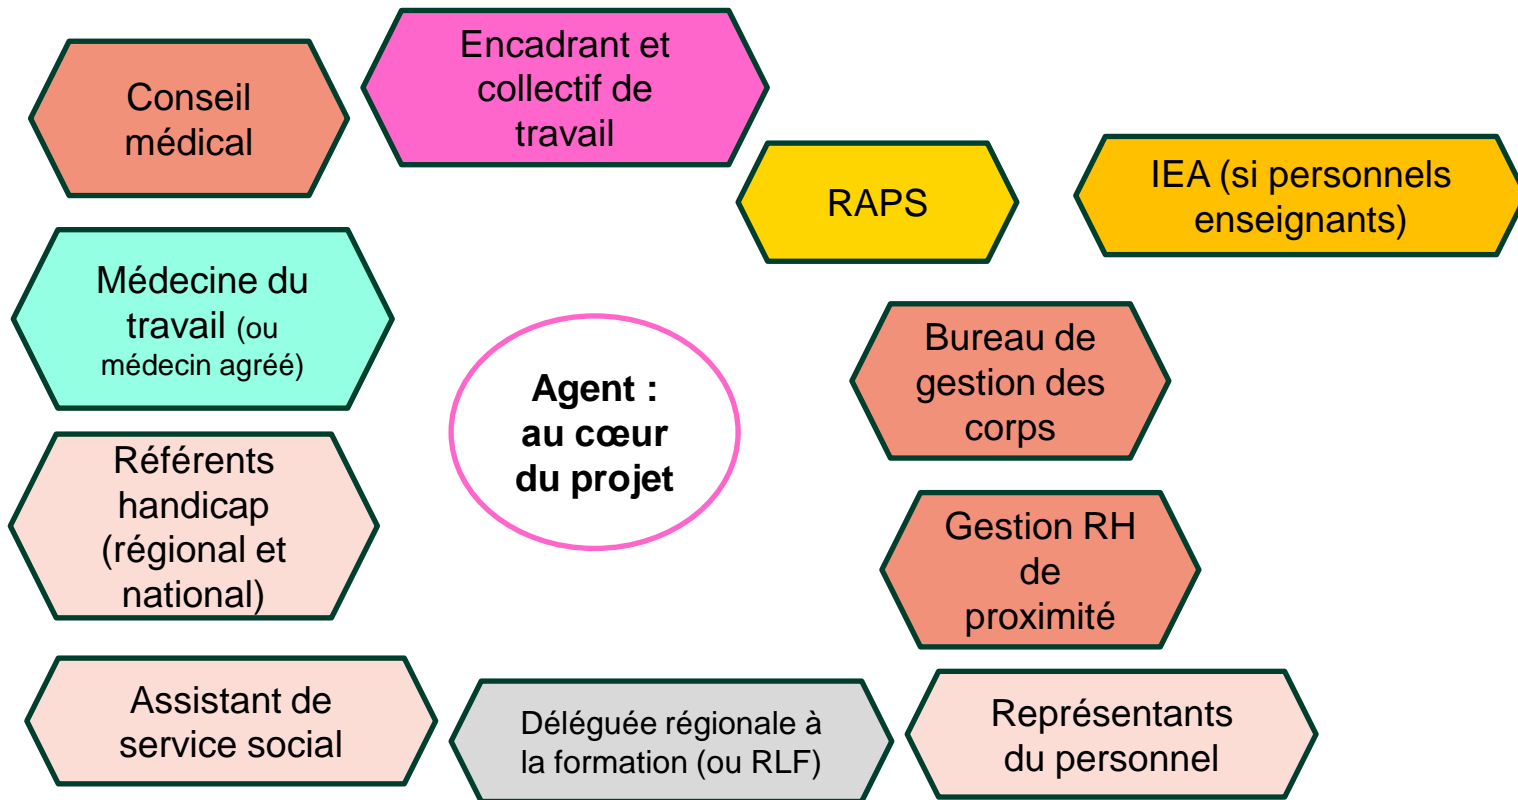 Encadrant et
collectif de
travail
Conseil
médical
RAPS
IEA (si personnels
enseignants)
Médecine du
travail (ou
médecin agréé)
Agent :
au cœur
du projet
Bureau de
gestion des
corps
Référents
handicap
(régional et
national)
Gestion RH
de
proximité
Assistant de
service social
Déléguée régionale à
la formation (ou RLF)
Représentants
du personnel